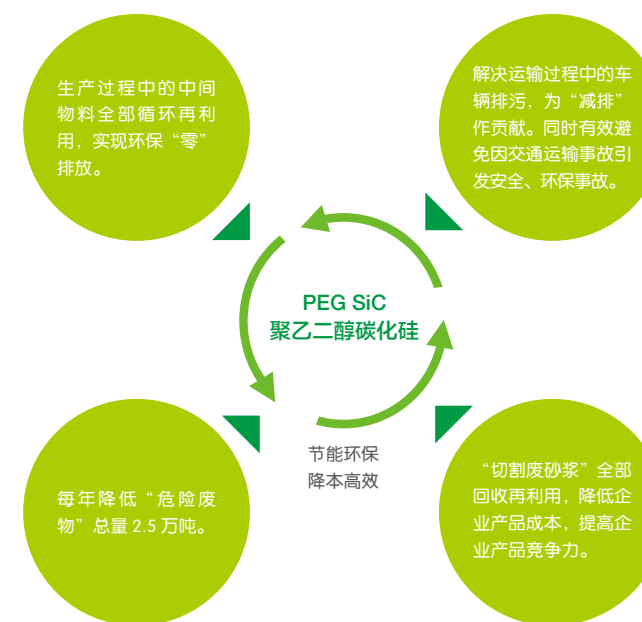 生产过程中的中间
物料全部循环再利
用，实现环保“零”
排放。
解决运输过程中的车
辆排污，为“减排”
作贡献。同时有效避
免因交通运输事故引
发安全、环保事故。
PEG SiC
聚乙二醇碳化硅
节能环保
降本高效
每年降低“危险废
物”总量 2.5 万吨。
“切割废砂浆”全部
回收再利用，降低企
业产品成本，提高企
业产品竞争力。